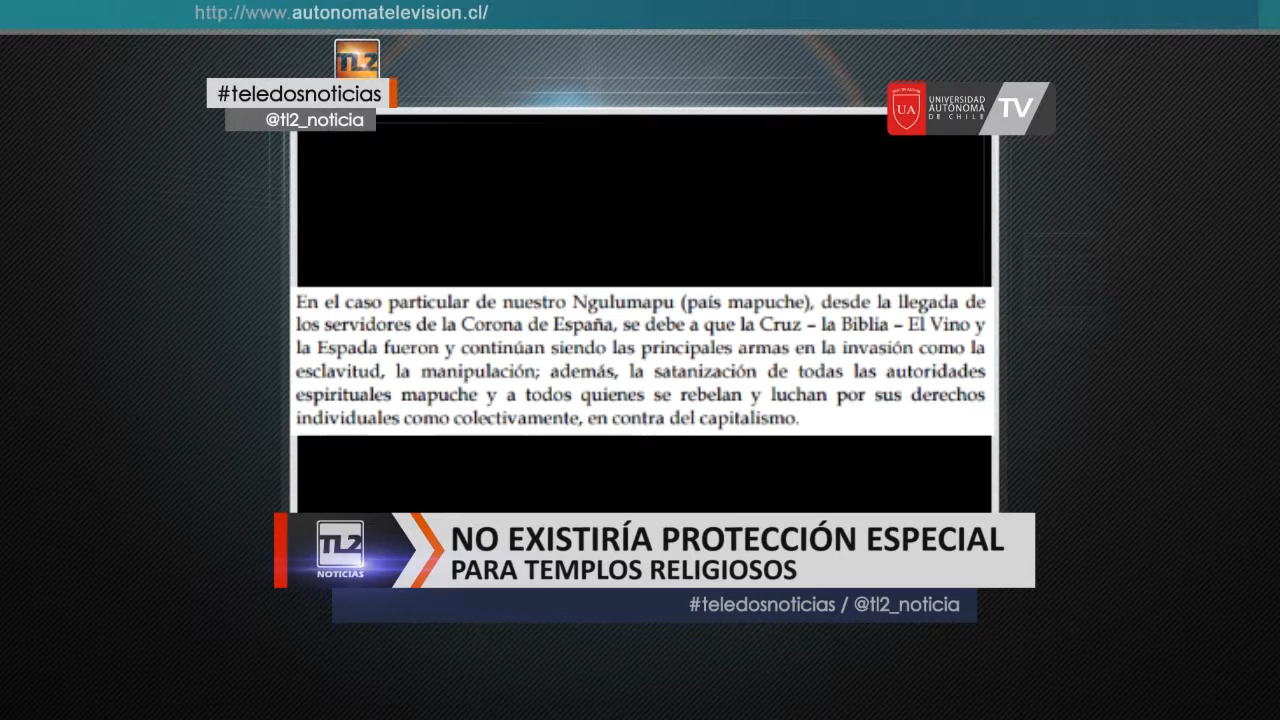 http://www.autonomatelevision.cl/
TL2
#teledosnoticias
@tl2_noticia
UA
UNIVERSIDAD
AUTÓNOMA
DE CHILE
TV
En el caso particular de nuestro Ngulumapu (país mapuche), desde la llegada de
los servidores de la Corona de España, se debe a que la Cruz – la Biblia – El Vino y
la Espada fueron y continúan siendo las principales armas en la invasión como la
esclavitud, la manipulación; además, la satanización de todas las autoridades
espirituales mapuche y a todos quienes se rebelan y luchan por sus derechos
individuales como colectivamente, en contra del capitalismo.
TL2
NOTICIAS
NO EXISTIRÍA PROTECCIÓN ESPECIAL
PARA TEMPLOS RELIGIOSOS
#teledosnoticias / @tl2_noticia